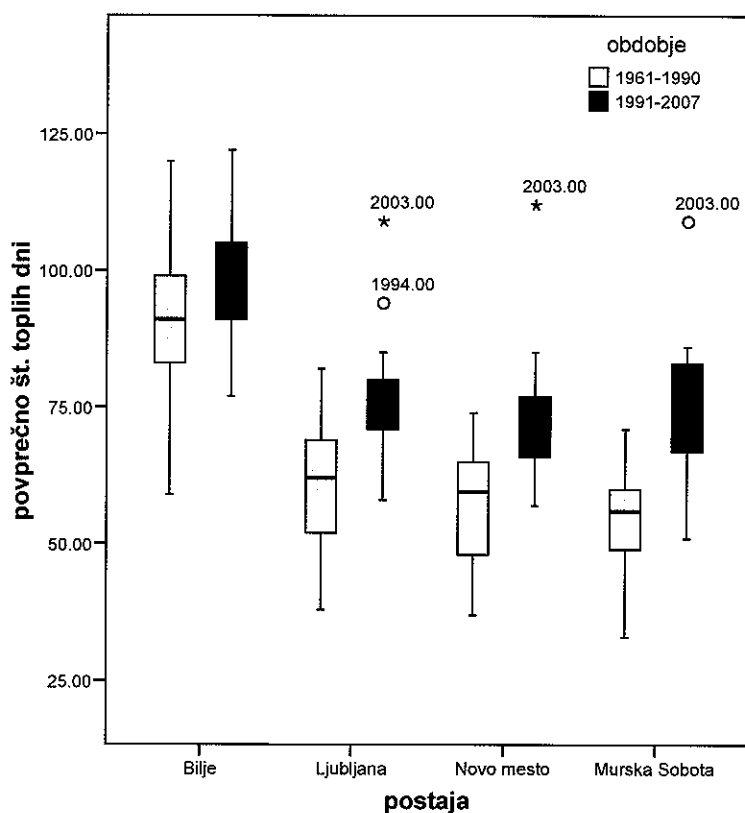 obdobje
1961-1990
1991-2007
povprečno št. toplih dni
125.00
100.00
75.00
50.00
25.00
2003.00
1994.00
2003.00
2003.00
Bilje
Ljubljana
Novo mesto
Murska Sobota
postaja